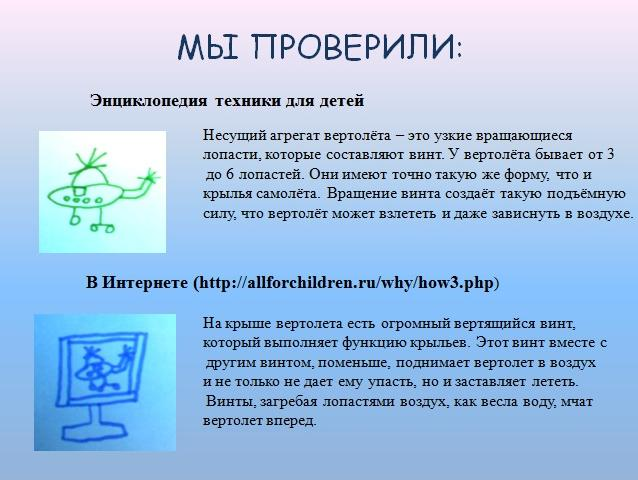 МЫ ПРОВЕРИЛИ:
Энциклопедия техники для детей
Несущий агрегат вертолёта – это узкие вращающиеся
лопасти, которые составляют винт. У вертолёта бывает от 3
до 6 лопастей. Они имеют точно такую же форму, что и
крылья самолёта. Вращение винта создаёт такую подъёмную
силу, что вертолёт может взлететь и даже зависнуть в воздухе.
В Интернете (http://allforchildren.ru/why/how3.php)
На крыше вертолета есть огромный вертящийся винт,
который выполняет функцию крыльев. Этот винт вместе с
другим винтом, поменьше, поднимает вертолет в воздух
и не только не дает ему упасть, но и заставляет лететь.
Винты, загребая лопастями воздух, как весла воду, мчат
вертолет вперед.